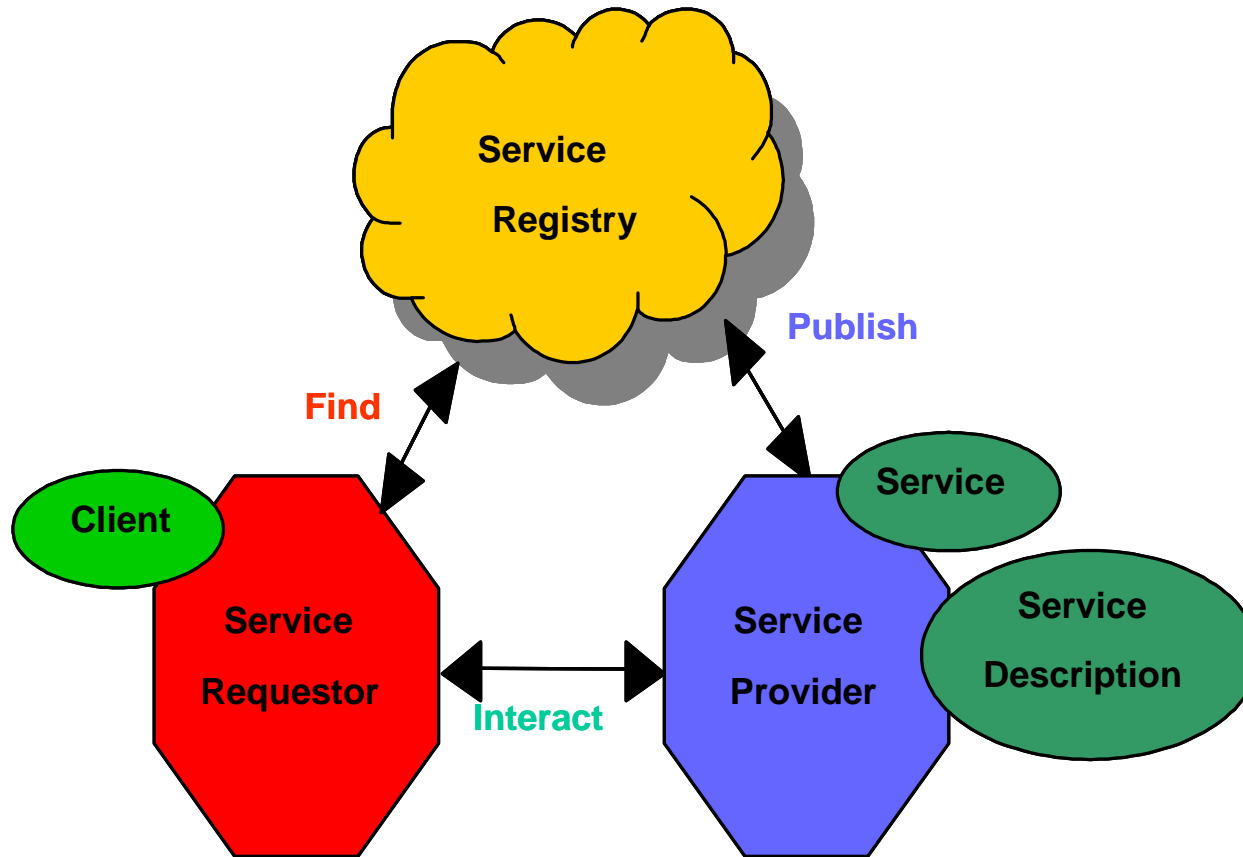 Service
Registry
Publish
Find
Client
Service
Service
Requestor
Interact
Service
Provider
Service
Description